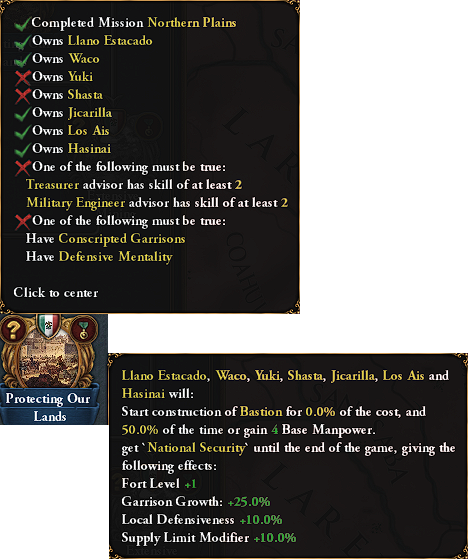 Completed Mission Northern Plains
Owns Llano Estacado
Owns Waco
Owns Yuki
Owns Shasta
Owns Jicarilla
Owns Los Ais
Owns Hasinai
One of the following must be true:
Treasurer advisor has skill of at least 2
Military Engineer advisor has skill of at least 2
One of the following must be true:
Have Conscripted Garrisons
Have Defensive Mentality
Click to center
?
Protecting Our
Lands
Llano Estacado, Waco, Yuki, Shasta, Jicarilla, Los Ais and
Hasinai will:
Start construction of Bastion for 0.0% of the cost, and
50.0% of the time or gain 4 Base Manpower.
get `National Security` until the end of the game, giving the
following effects:
Fort Level +1
Garrison Growth: +25.0%
Local Defensiveness +10.0%
Supply Limit Modifier +10.0%